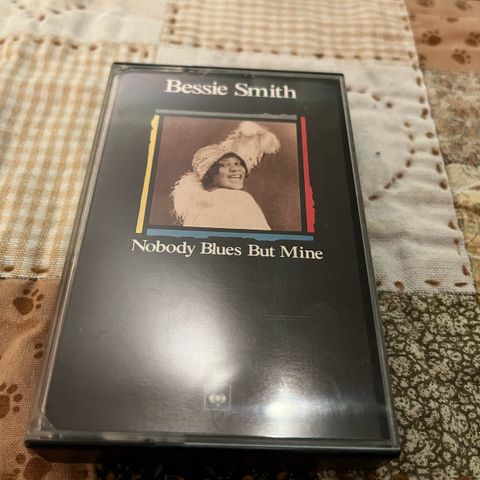 Bessie Smith
Nobody Blues But Mine